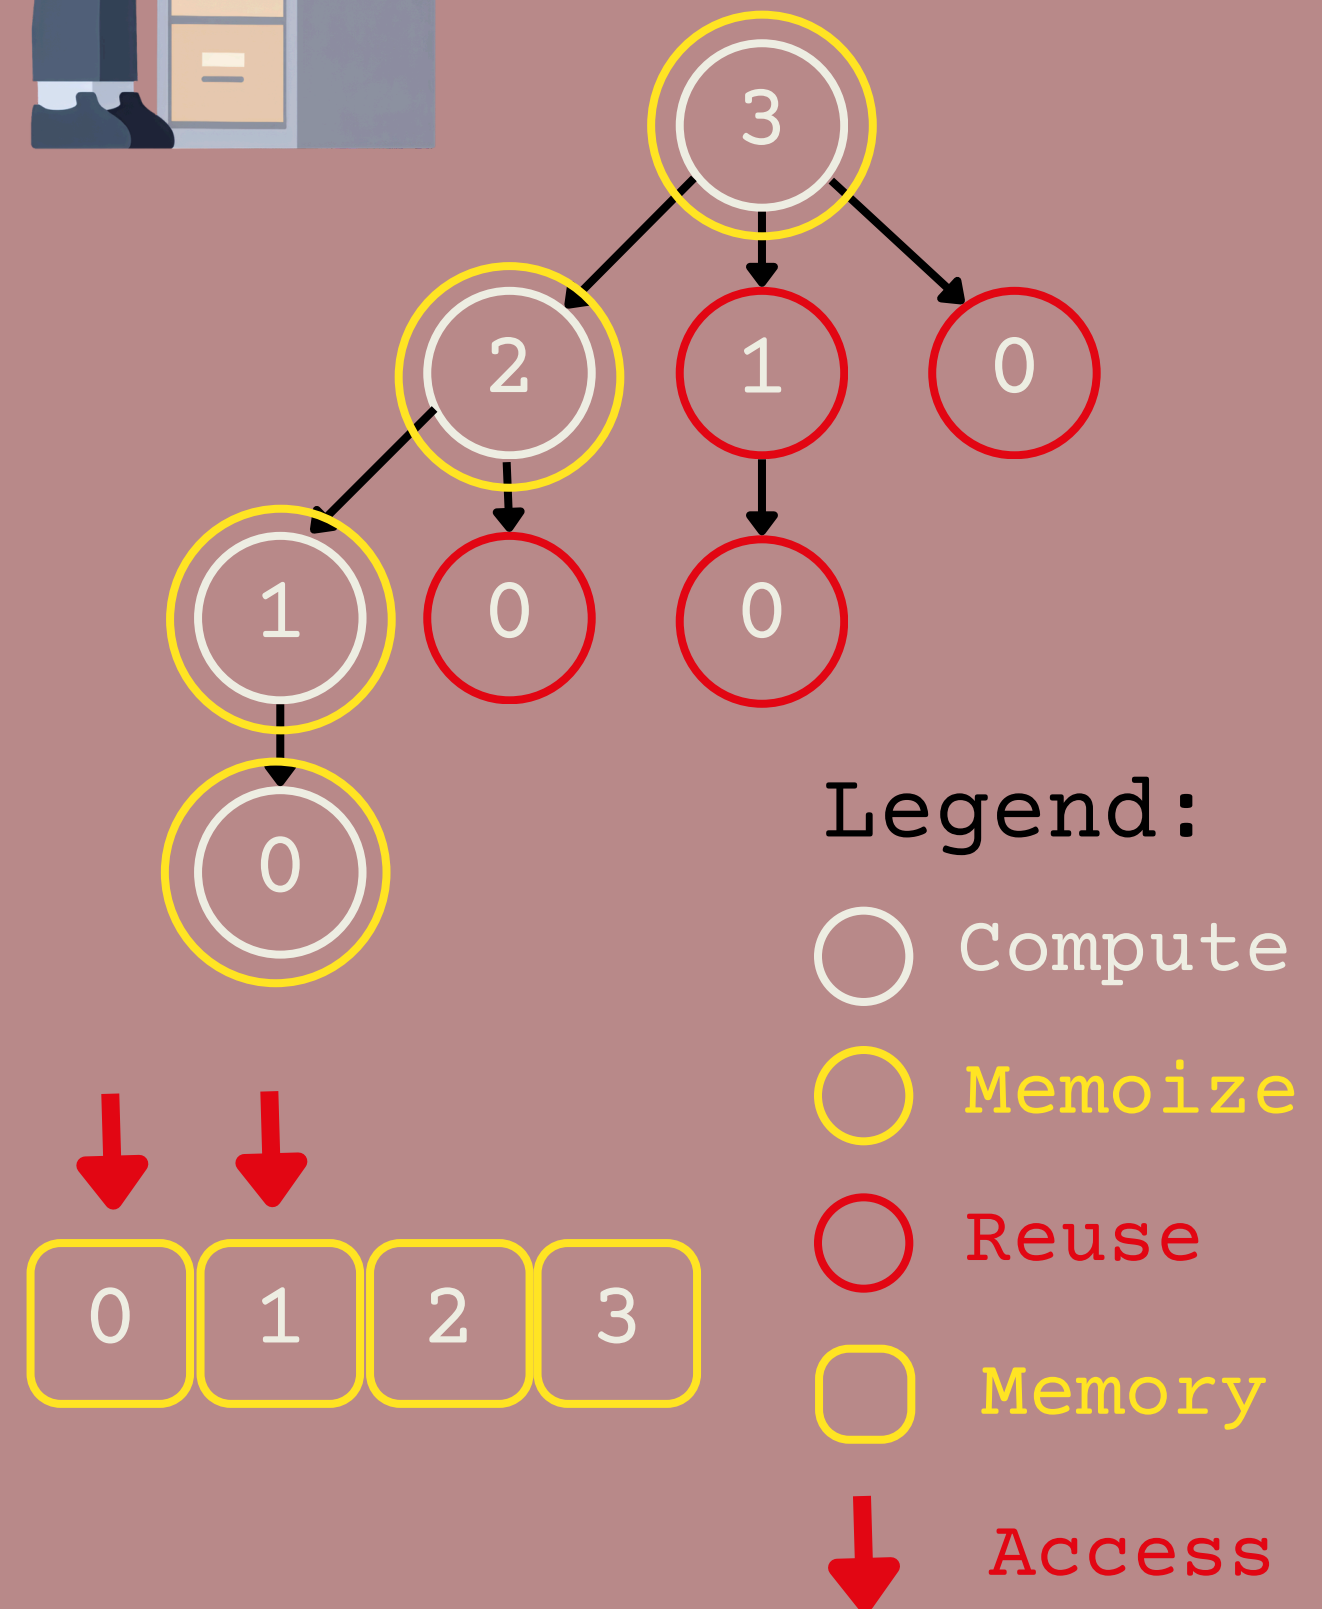 3
2 1 0
1 0 0
0
Legend:
Compute
Memoize
Reuse
0 1 2 3
Memory
Access